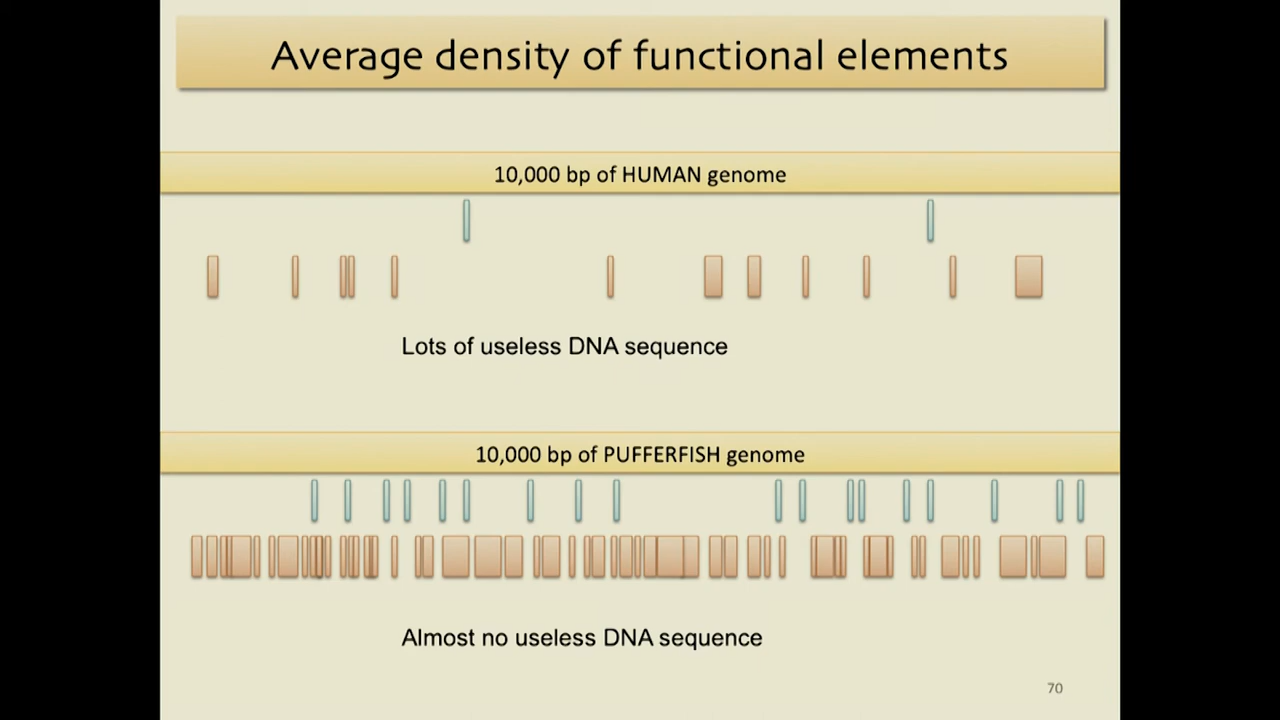 Average density of functional elements
10,000 bp of HUMAN genome
Lots of useless DNA sequence
10,000 bp of PUFFERFISH genome
Almost no useless DNA sequence
70